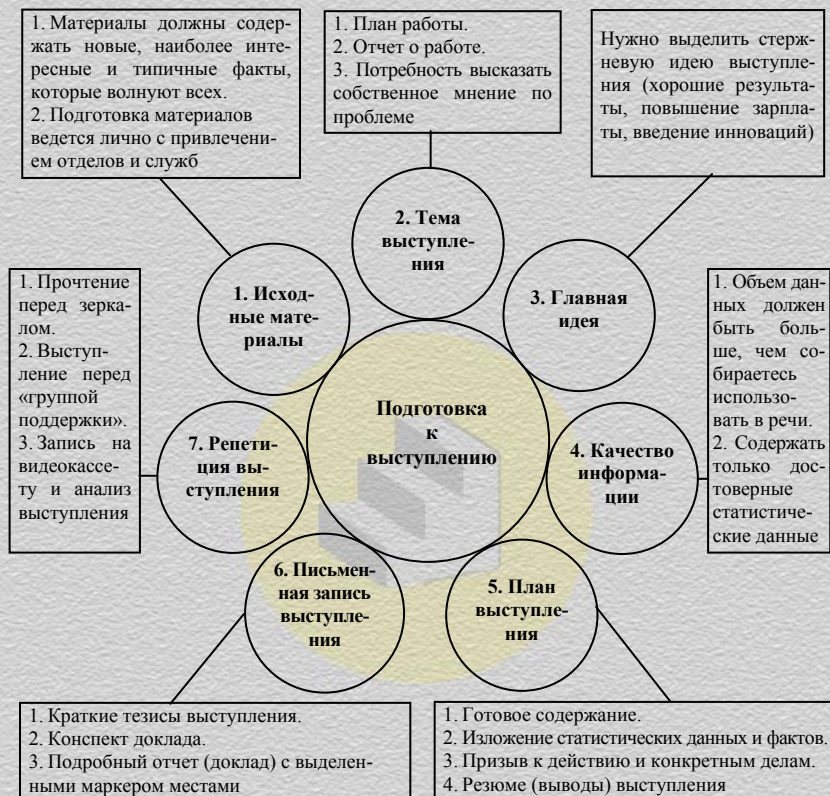 1. Материалы должны содер-
жать новые, наиболее инте-
ресные и типичные факты,
которые волнуют всех.
2. Подготовка материалов
ведется лично с привлечени-
ем отделов и служб
1. План работы.
2. Отчет о работе.
3. Потребность высказать
собственное мнение по
проблеме
Нужно выделить стерж-
невую идею выступле-
ния (хорошие результа-
ты, повышение зарпла-
ты, введение инноваций)
2. Тема
выступле-
ния
1. Исход-
ные мате-
риалы
3. Главная
идея
1. Прочтение
перед зерка-
лом.
2. Выступ-
ление перед
«группой
поддержки».
3. Запись на
видеокассе-
ту и анализ
выступления
1. Объем дан-
ных должен
быть боль-
ше, чем со-
бираетесь
использо-
вать в речи.
2. Содержать
только дос-
товерные
статистиче-
ские данные
Подготовка
к
выступлению
7. Репети-
ция вы-
ступления
4. Качество
информа-
ции
6. Письмен-
ная запись
выступле-
ния
5. План
выступле-
ния
1. Краткие тезисы выступления.
2. Конспект доклада.
3. Подробный отчет (доклад) с выделен-
ными маркером местами
1. Готовое содержание.
2. Изложение статистических данных и фактов.
3. Призыв к действию и конкретным делам.
4. Резюме (выводы) выступления